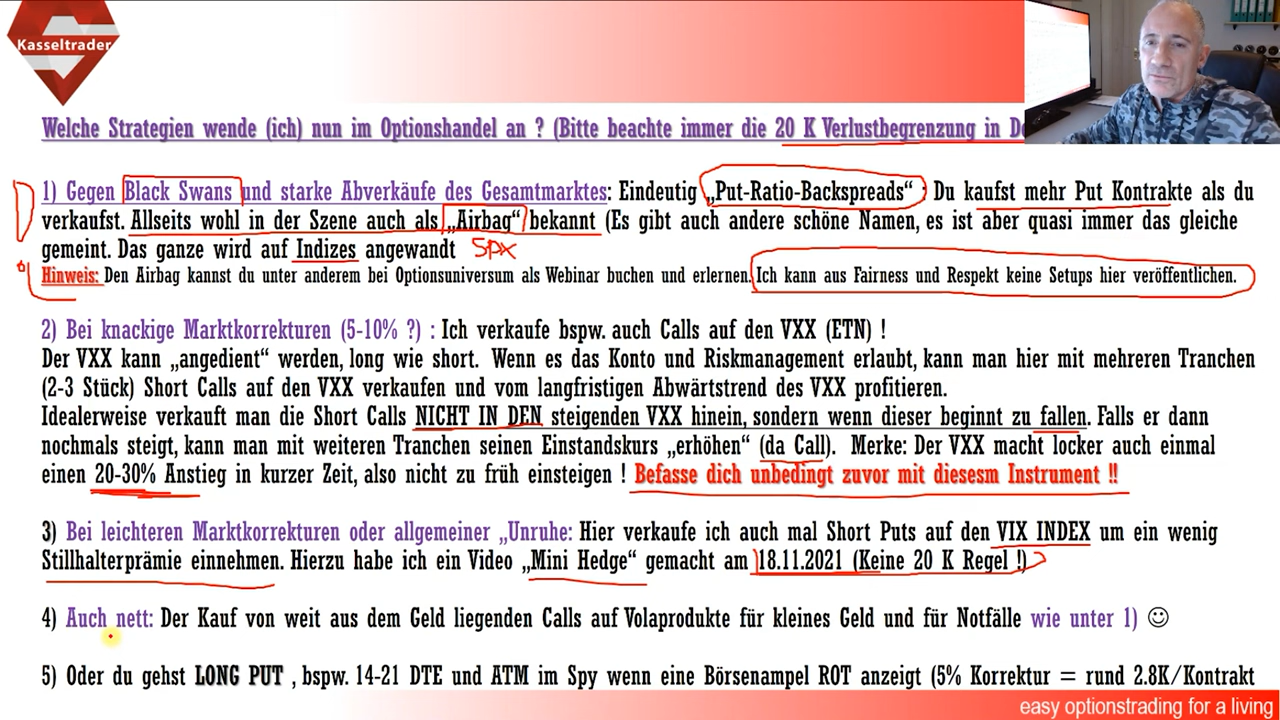 Kasseltrader
Welche Strategien wende (ich) nun im Optionshandel an ? (Bitte beachte immer die 20 K Verlustbegrenzung in
1) Gegen Black Swans und starke Abverkäufe des Gesamtmarktes: Eindeutig „Put-Ratio-Backspreads“ Du kaufst mehr Put Kontrakte als du
verkaufst. Allseits wohl in der Szene auch als „Airbag“ bekannt (Es gibt auch andere schöne Namen, es ist aber quasi immer das gleiche
gemeint. Das ganze wird auf Indizes angewandt SPX
Hinweis: Den Airbag kannst du unter anderem bei Optionsuniversum als Webinar buchen und erlernen. Ich kann aus Fairness und Respekt keine Setups hier veröffentlichen.
2) Bei knackige Marktkorrekturen (5-10% ?) : Ich verkaufe bspw. auch Calls auf den VXX (ETN) !
Der VXX kann „angedient“ werden, long wie short. Wenn es das Konto und Riskmanagement erlaubt, kann man hier mit mehreren Tranchen
(2-3 Stück) Short Calls auf den VXX verkaufen und vom langfristigen Abwärtstrend des VXX profitieren.
Idealerweise verkauft man die Short Calls NICHT IN DEN steigenden VXX hinein, sondern wenn dieser beginnt zu fallen. Falls er dann
nochmals steigt, kann man mit weiteren Tranchen seinen Einstandskurs „erhöhen“ (da Call). Merke: Der VXX macht locker auch einmal
einen 20-30% Anstieg in kurzer Zeit, also nicht zu früh einsteigen ! Befasse dich unbedingt zuvor mit diesesm Instrument !!
3) Bei leichteren Marktkorrekturen oder allgemeiner „Unruhe: Hier verkaufe ich auch mal Short Puts auf den VIX INDEX um ein wenig
Stillhalterprämie einnehmen. Hierzu habe ich ein Video „Mini Hedge“ gemacht am 18.11.2021 (Keine 20 K Regel !)
4) Auch nett: Der Kauf von weit aus dem Geld liegenden Calls auf Volaprodukte für kleines Geld und für Notfälle wie unter 1) ☺
5) Oder du gehst LONG PUT , bspw. 14-21 DTE und ATM im Spy wenn eine Börsenampel ROT anzeigt (5% Korrektur = rund 2.8K/Kontrakt
easy optionstrading for a living